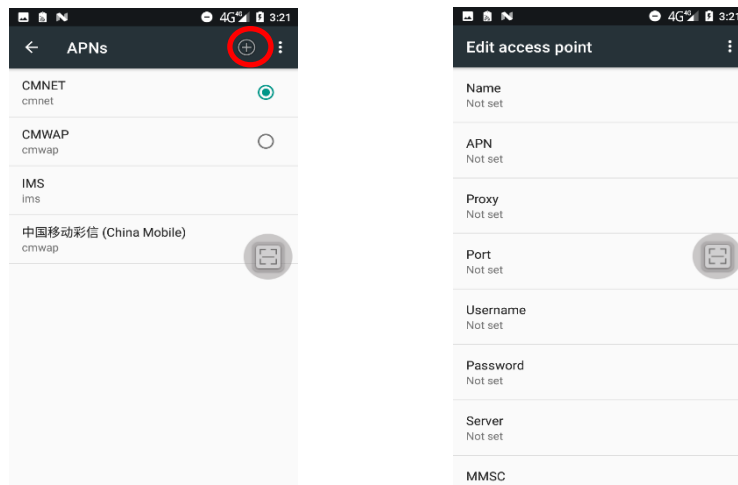 4G 3:21
APNs
CMNET
cmnet
CMWAP
cmwap
IMS
ims
中国移动彩信 (China Mobile)
cmwap
4G 3:21
Edit access point
Name
Not set
APN
Not set
Proxy
Not set
Port
Not set
Username
Not set
Password
Not set
Server
Not set
MMSC